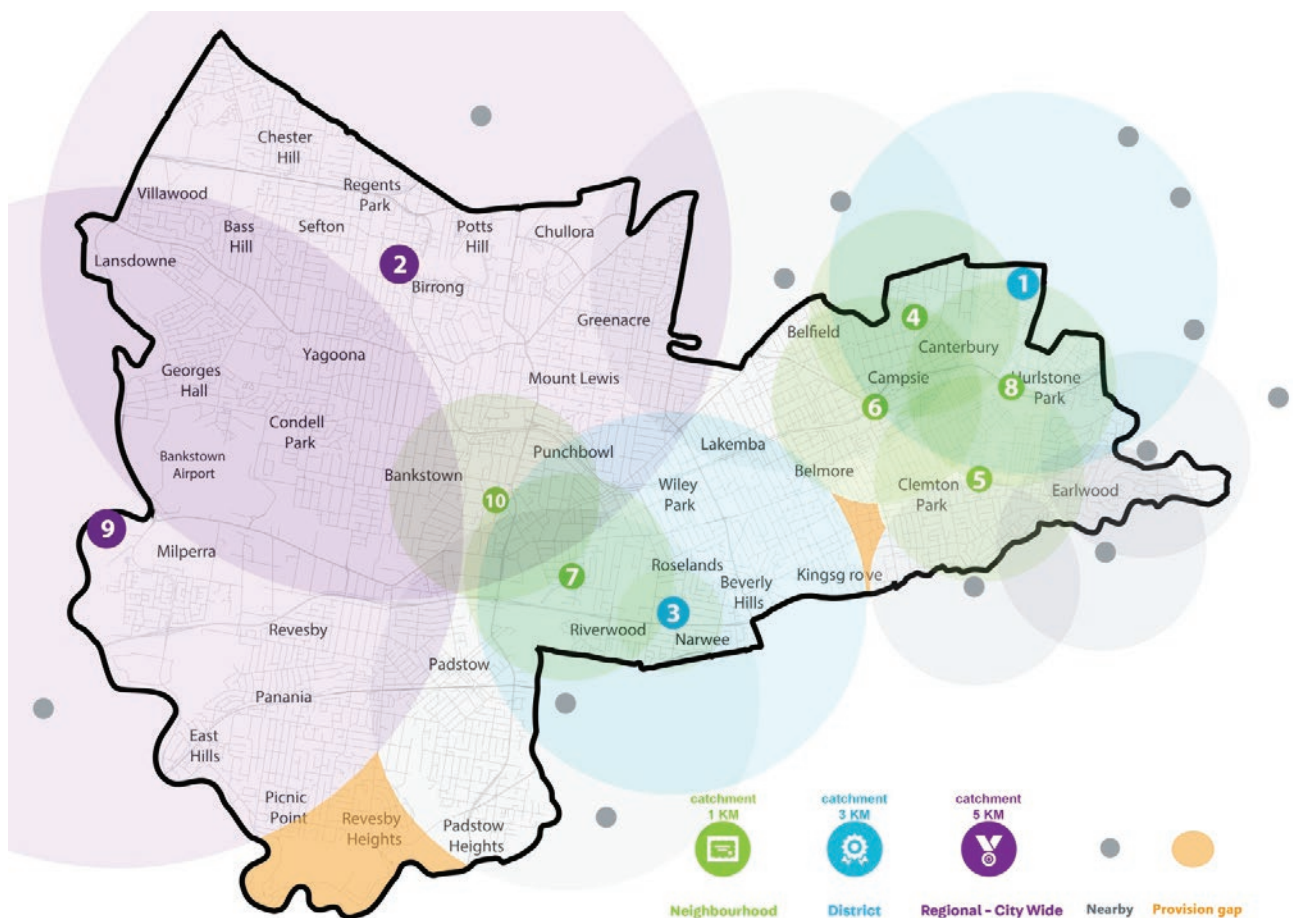 Chester
Hill
Villawood
Regents
Park
Bass
Hill
Sefton
Potts
Hill
Chullora
Lansdowne
2
Birrong
1
Greenacre
4
Belfield
Canterbury
Yagoona
Georges
Hall
Mount Lewis
Campsie
8
Hurlstone
Park
6
Condell
Park
Bankstown
Airport
Bankstown
Punchbowl
Lakemba
Belmore
10
Wiley
Park
5
Clemton
Park
Earlwood
9
Milperra
7
Roselands
Beverly
Hills
Kingsgrove
3
Revesby
Riverwood
Narwee
Padstow
Panania
East
Hills
Picnic
Point
Revesby
Heights
Padstow
Heights
catchment
1 KM
catchment
3 KM
catchment
5 KM
Neighbourhood
District
Regional - City Wide
Nearby
Provision gap